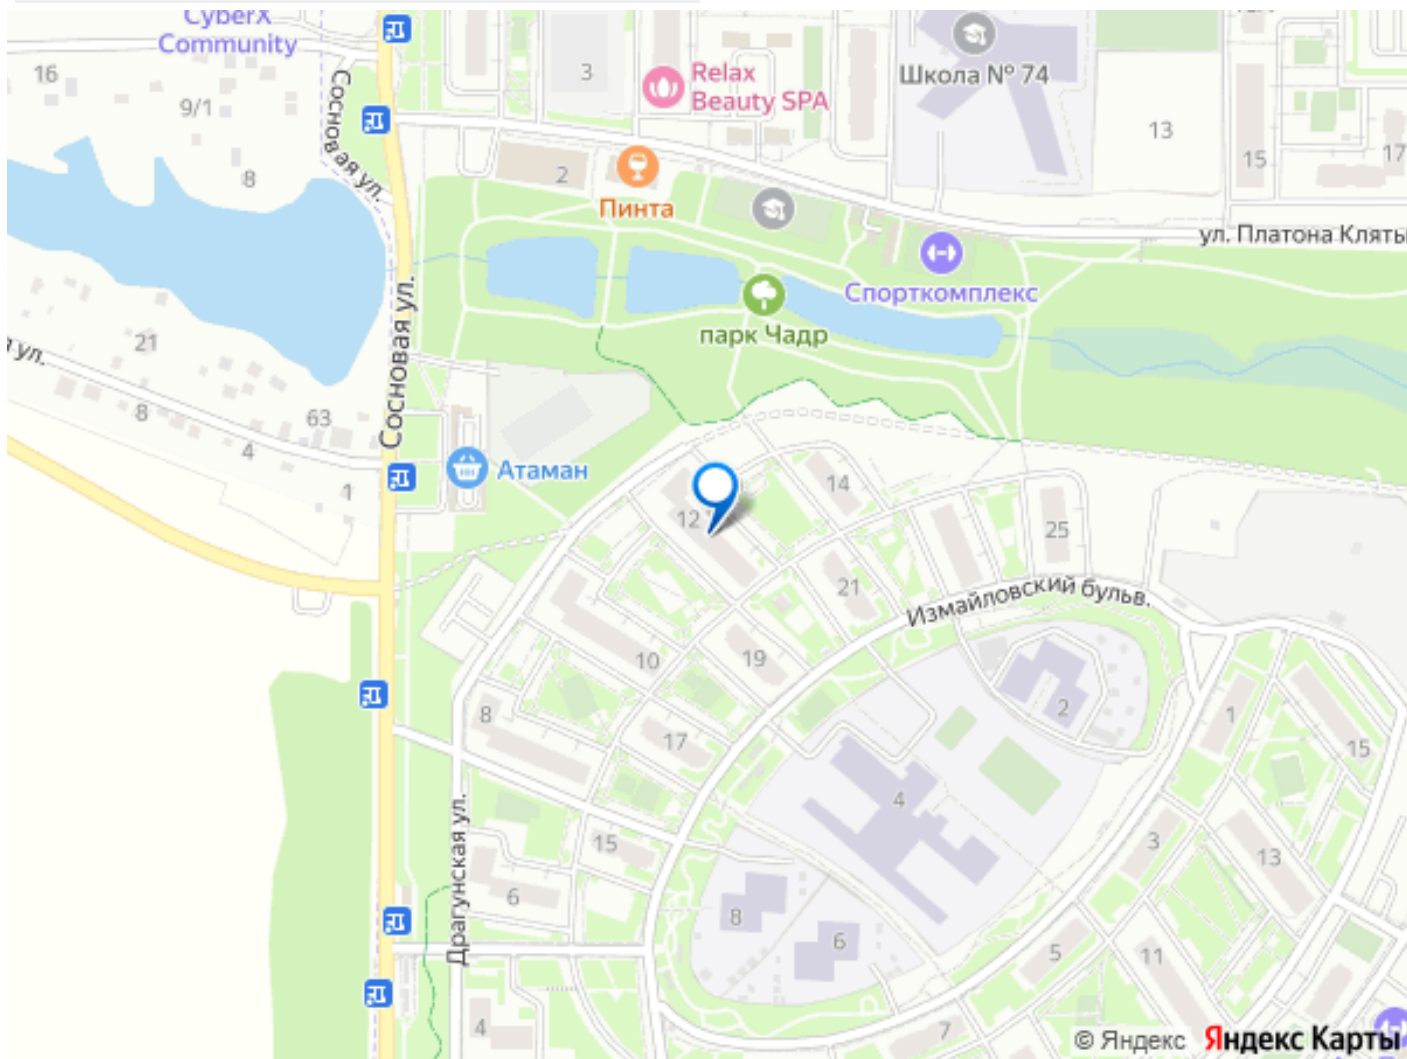 CyberX
Community
16
9/1
8
Сосновая ул.
3
Relax
Beauty SPA
Школа № 74
13
15
17
2
Пинта
ул. Платона Кляты
Спорткомплекс
парк Чадр
Сосновая ул.
21
ул.
8
63
4
1
Атаман
12
14
25
21
Измайловский бульв.
10
19
2
8
17
1
15
4
Драгунская ул.
15
3
13
6
8
6
5
11
4
7
© Яндекс Яндекс Карты